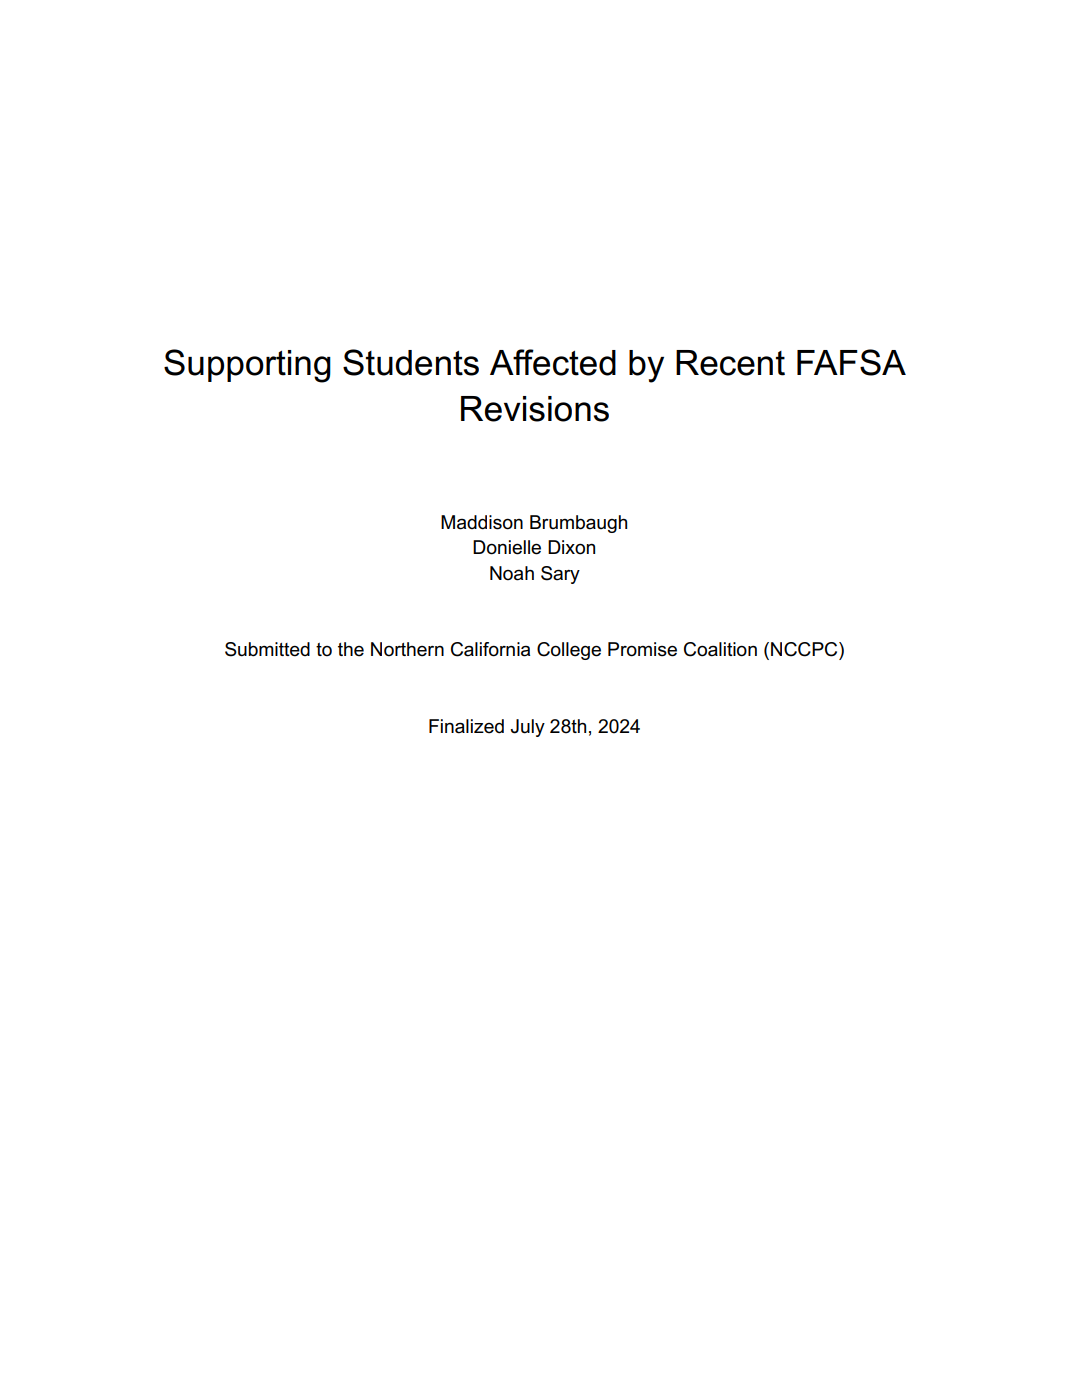 Supporting Students Affected by Recent FAFSA
Revisions
Maddison Brumbaugh
Donielle Dixon
Noah Sary
Submitted to the Northern California College Promise Coalition (NCCPC)
Finalized July 28th, 2024